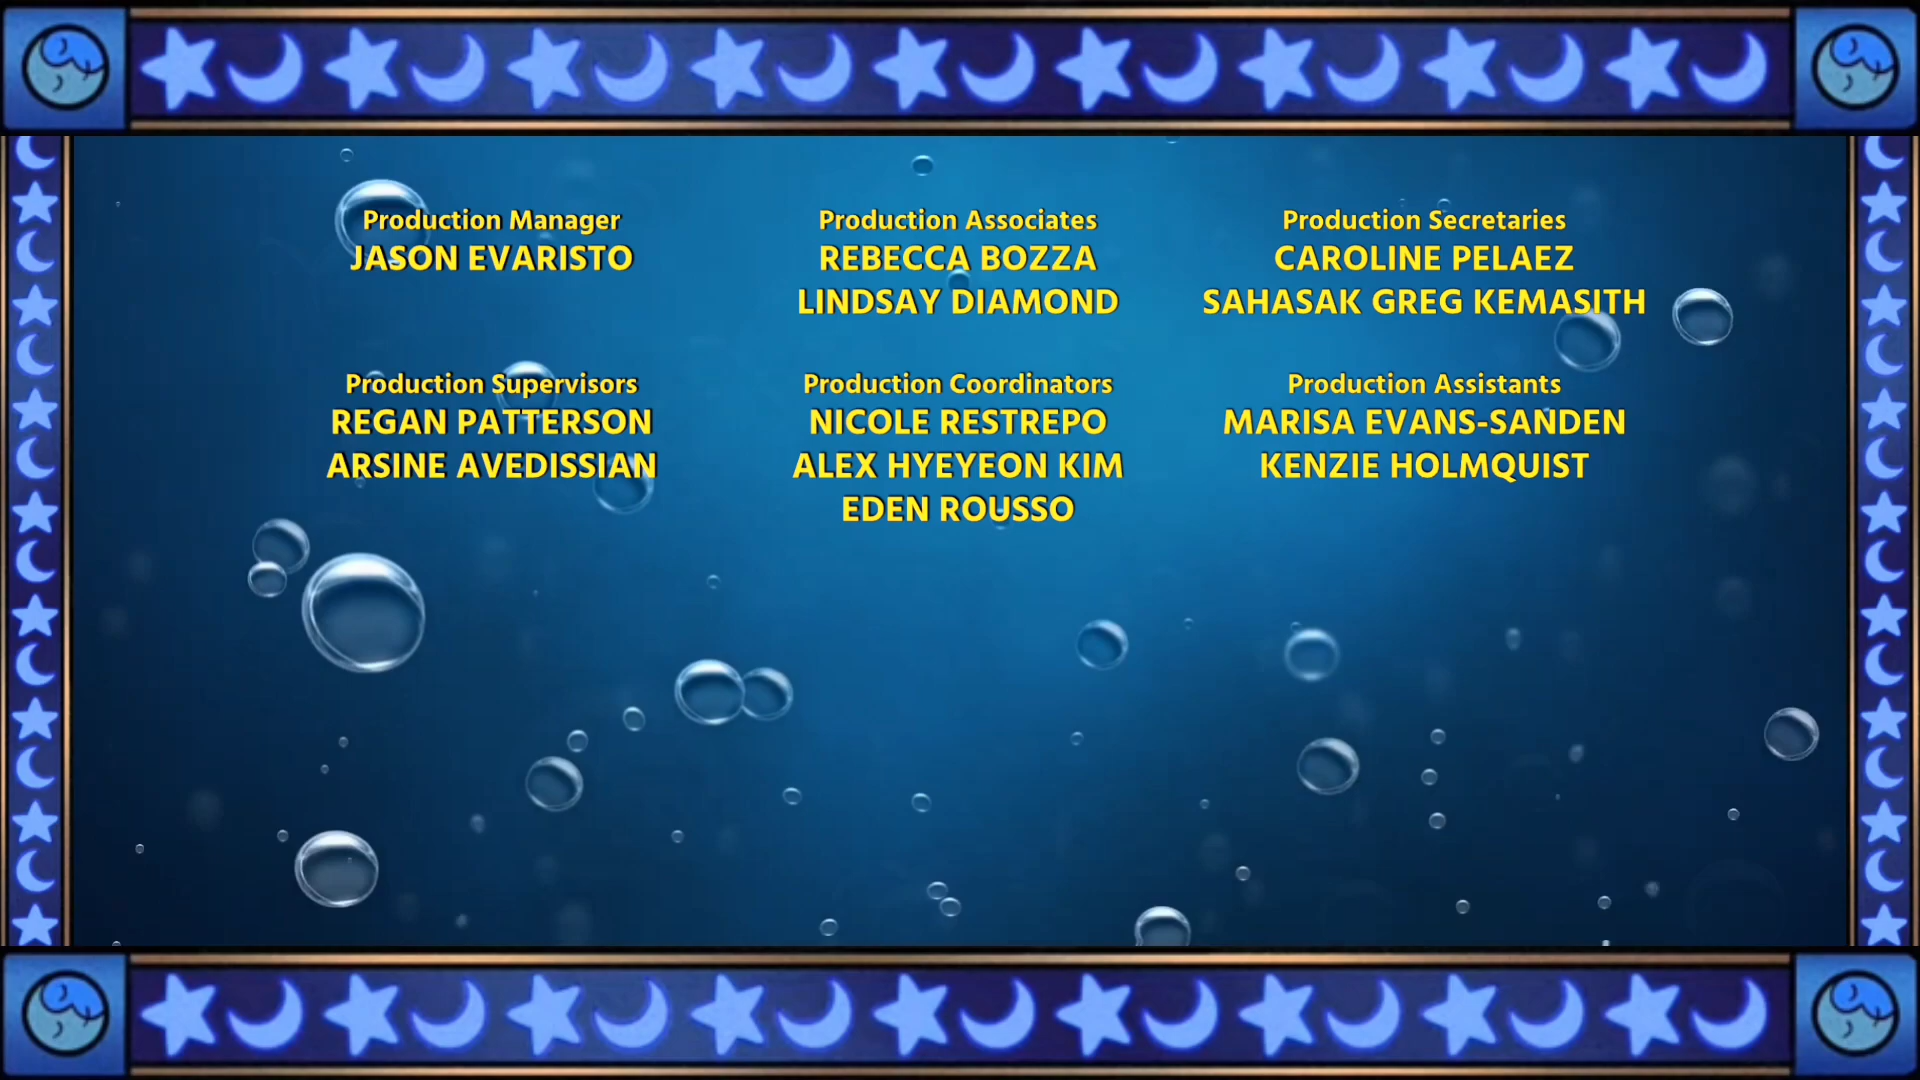 Production Manager
JASON EVARISTO
Production Associates
REBECCA BOZZA
LINDSAY DIAMOND
Production Secretaries
CAROLINE PELAEZ
SAHASAK GREG KEMASITH
Production Supervisors
REGAN PATTERSON
ARSINE AVEDISSIAN
Production Coordinators
NICOLE RESTREPO
ALEX HYEYEON KIM
EDEN ROUSSO
Production Assistants
MARISA EVANS-SANDEN
KENZIE HOLMQUIST